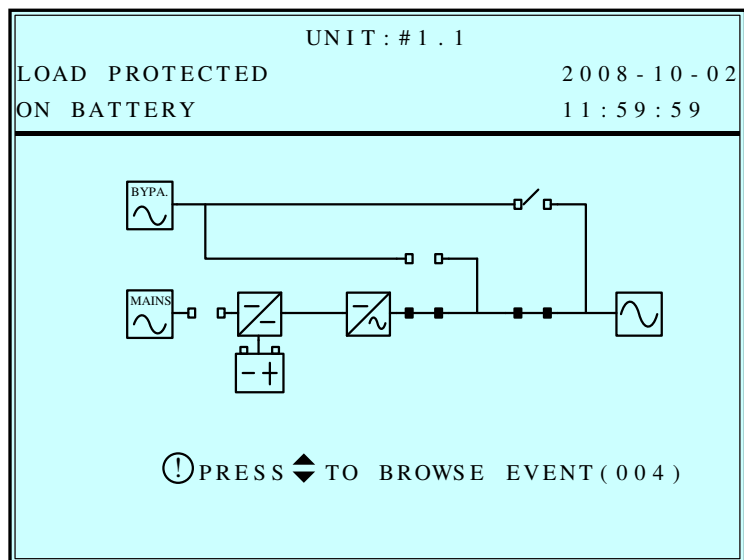 UNIT:#1.1
LOAD PROTECTED 2008-10-02
ON BATTERY 11:59:59
BYPA.
MAINS
! PRESS TO BROWSE EVENT(004)